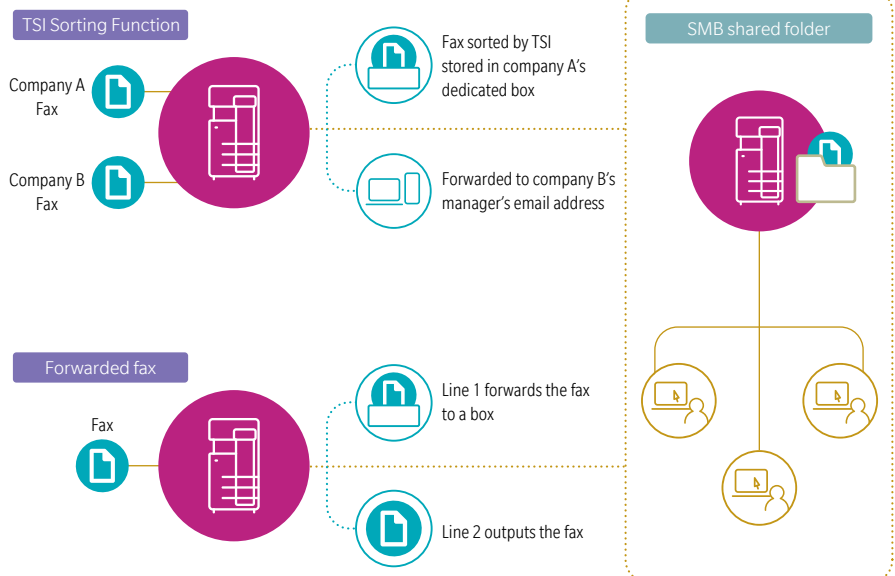 TSI Sorting Function
Company A
Fax
Company B
Fax
Fax sorted by TSI
stored in company A's
dedicated box
Forwarded to company B's
manager's email address
Forwarded fax
Fax
Line 1 forwards the fax
to a box
Line 2 outputs the fax
SMB shared folder